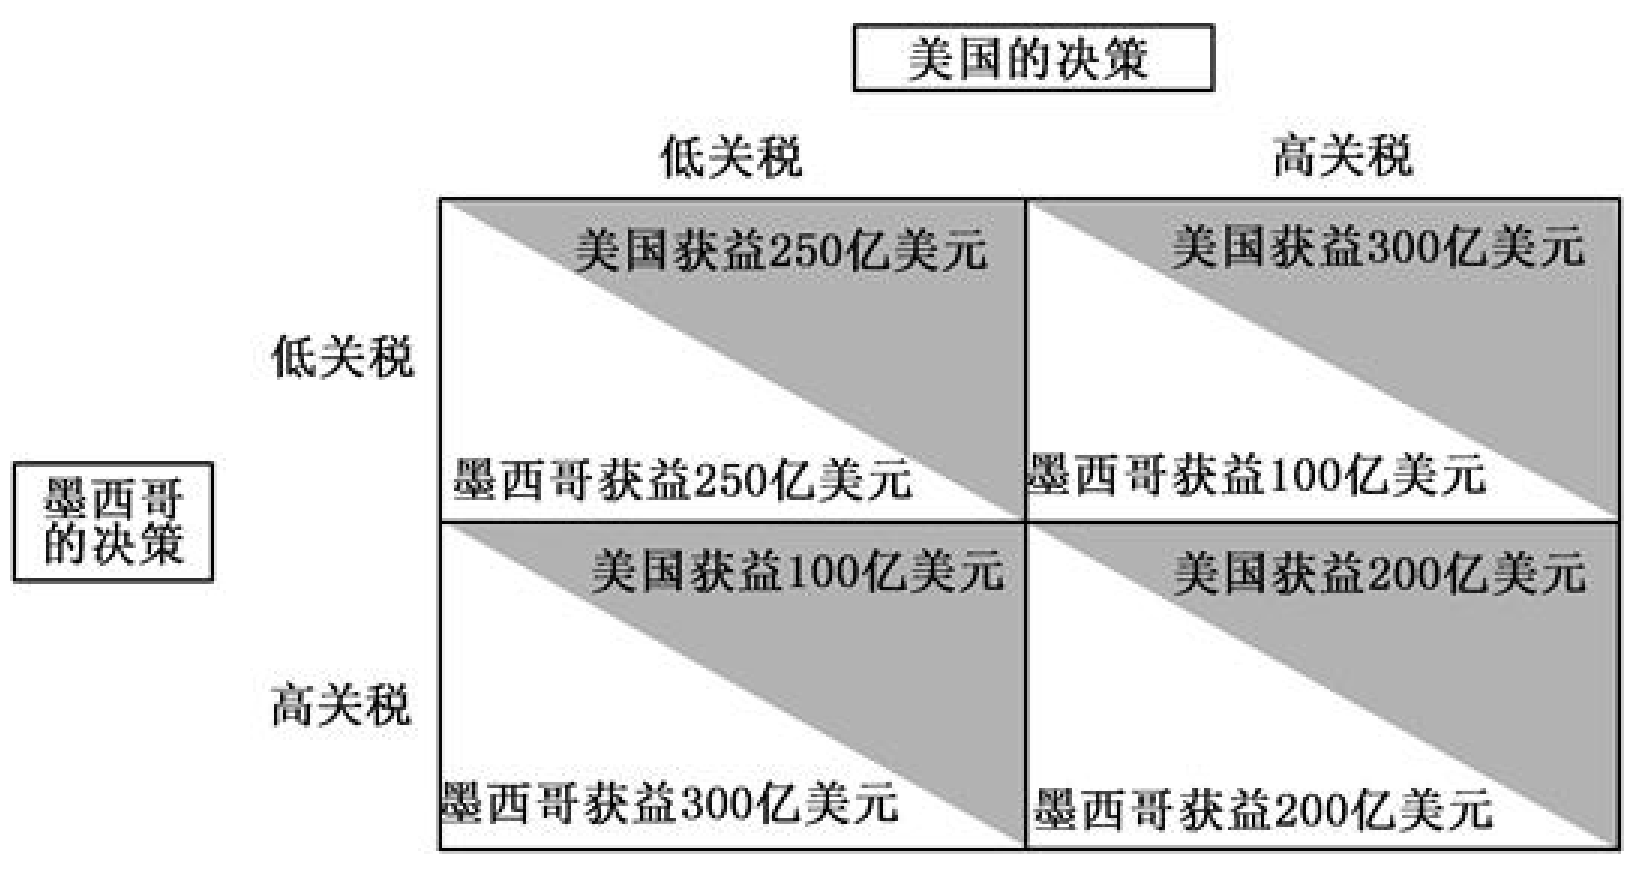 美国的决策
低关税
高关税
美国获益250亿美元
美国获益300亿美元
低关税
墨西哥获益250亿美元
墨西哥获益100亿美元
墨西哥
的决策
美国获益100亿美元
美国获益200亿美元
高关税
墨西哥获益300亿美元
墨西哥获益200亿美元